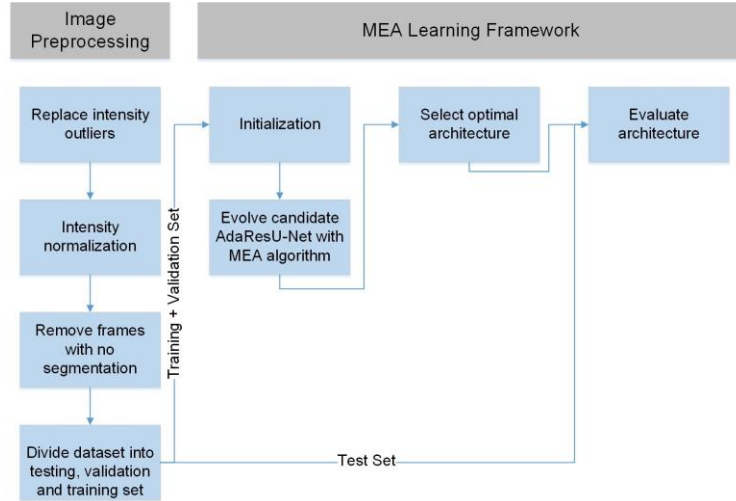 Image
Preprocessing
MEA Learning Framework
Replace intensity
outliers
Intensity
normalization
Remove frames
with no
segmentation
Divide dataset into
testing, validation
and training set
Training + Validation Set
Initialization
Evolve candidate
AdaResU-Net with
MEA algorithm
Select optimal
architecture
Evaluate
architecture
Test Set